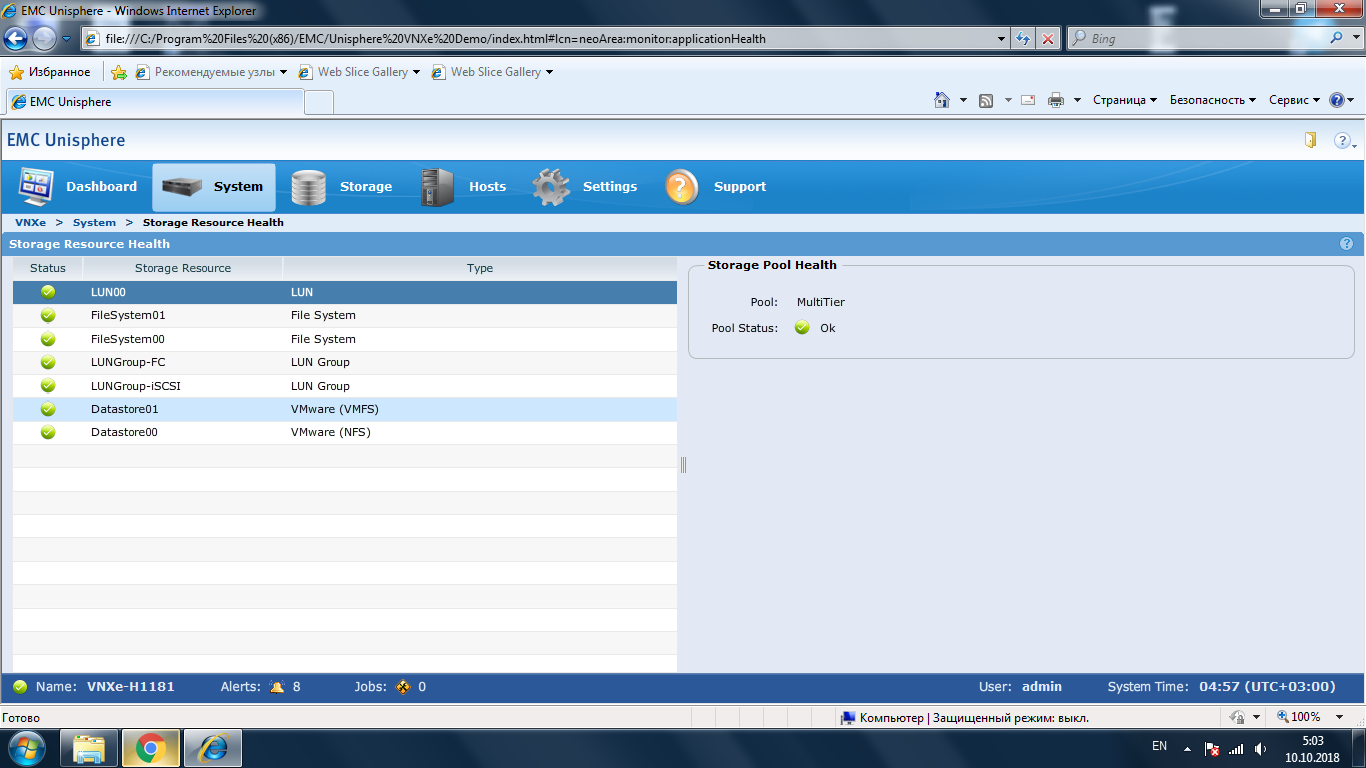 EMC Unisphere - Windows Internet Explorer
file:///C:/Program%20Files%20(x86)/EMC/Unisphere%20VNXe%20Demo/index.html#lcn=neoArea:monitor:applicationHealth
Bing
Избранное Рекомендуемые узлы Web Slice Gallery Web Slice Gallery
EMC Unisphere
Страница Безопасность Сервис
EMC Unisphere
Dashboard System Storage Hosts Settings Support
VNXe > System > Storage Resource Health
Storage Resource Health
Status Storage Resource Type
LUN00 LUN
FileSystem01 File System
FileSystem00 File System
LUNGroup-FC LUN Group
LUNGroup-iSCSI LUN Group
Datastore01 VMware (VMFS)
Datastore00 VMware (NFS)
Storage Pool Health
Pool: MultiTier
Pool Status: Ok
Name: VNXe-H1181 Alerts: 8 Jobs: 0 User: admin System Time: 04:57 (UTC+03:00)
Готово Компьютер | Защищенный режим: выкл. 100%
EN 5:03
10.10.2018